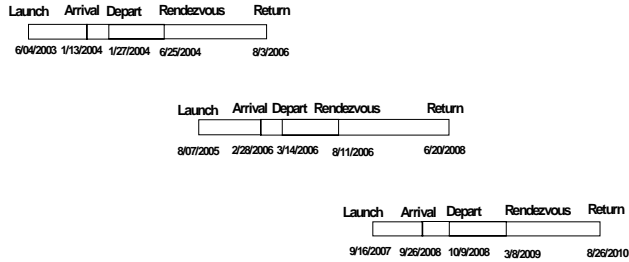 Launch Arrival Depart Rendezvous Return
6/04/2003 1/13/2004 1/27/2004 6/25/2004 8/3/2006
Launch Arrival Depart Rendezvous Return
8/07/2005 2/28/2006 3/14/2006 8/11/2006 6/20/2008
Launch Arrival Depart Rendezvous Return
9/16/2007 9/26/2008 10/9/2008 3/8/2009 8/26/2010